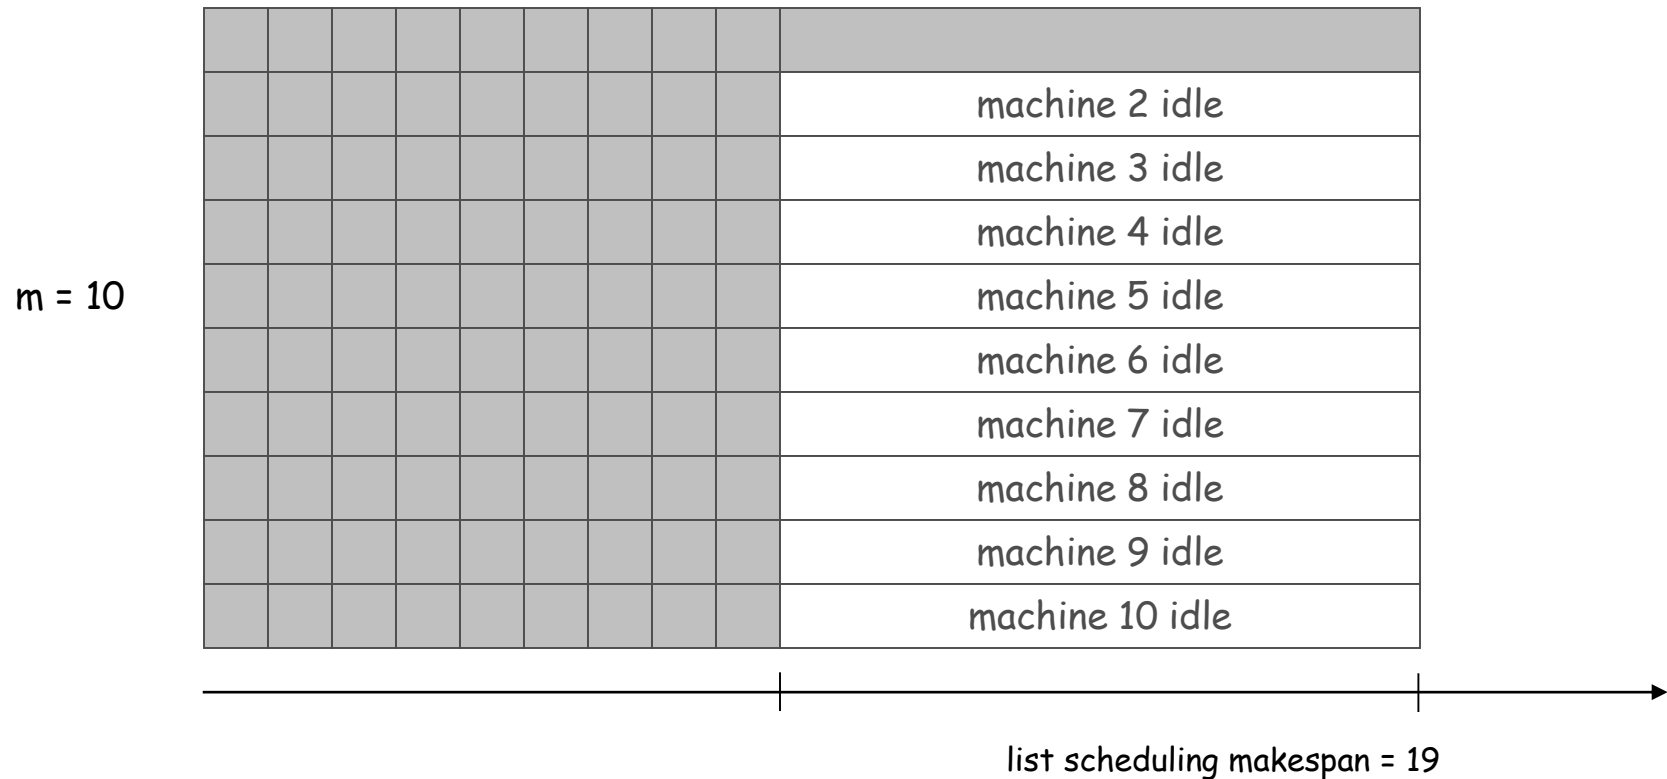 machine 2 idle
machine 3 idle
machine 4 idle
m = 10
machine 5 idle
machine 6 idle
machine 7 idle
machine 8 idle
machine 9 idle
machine 10 idle
list scheduling makespan = 19